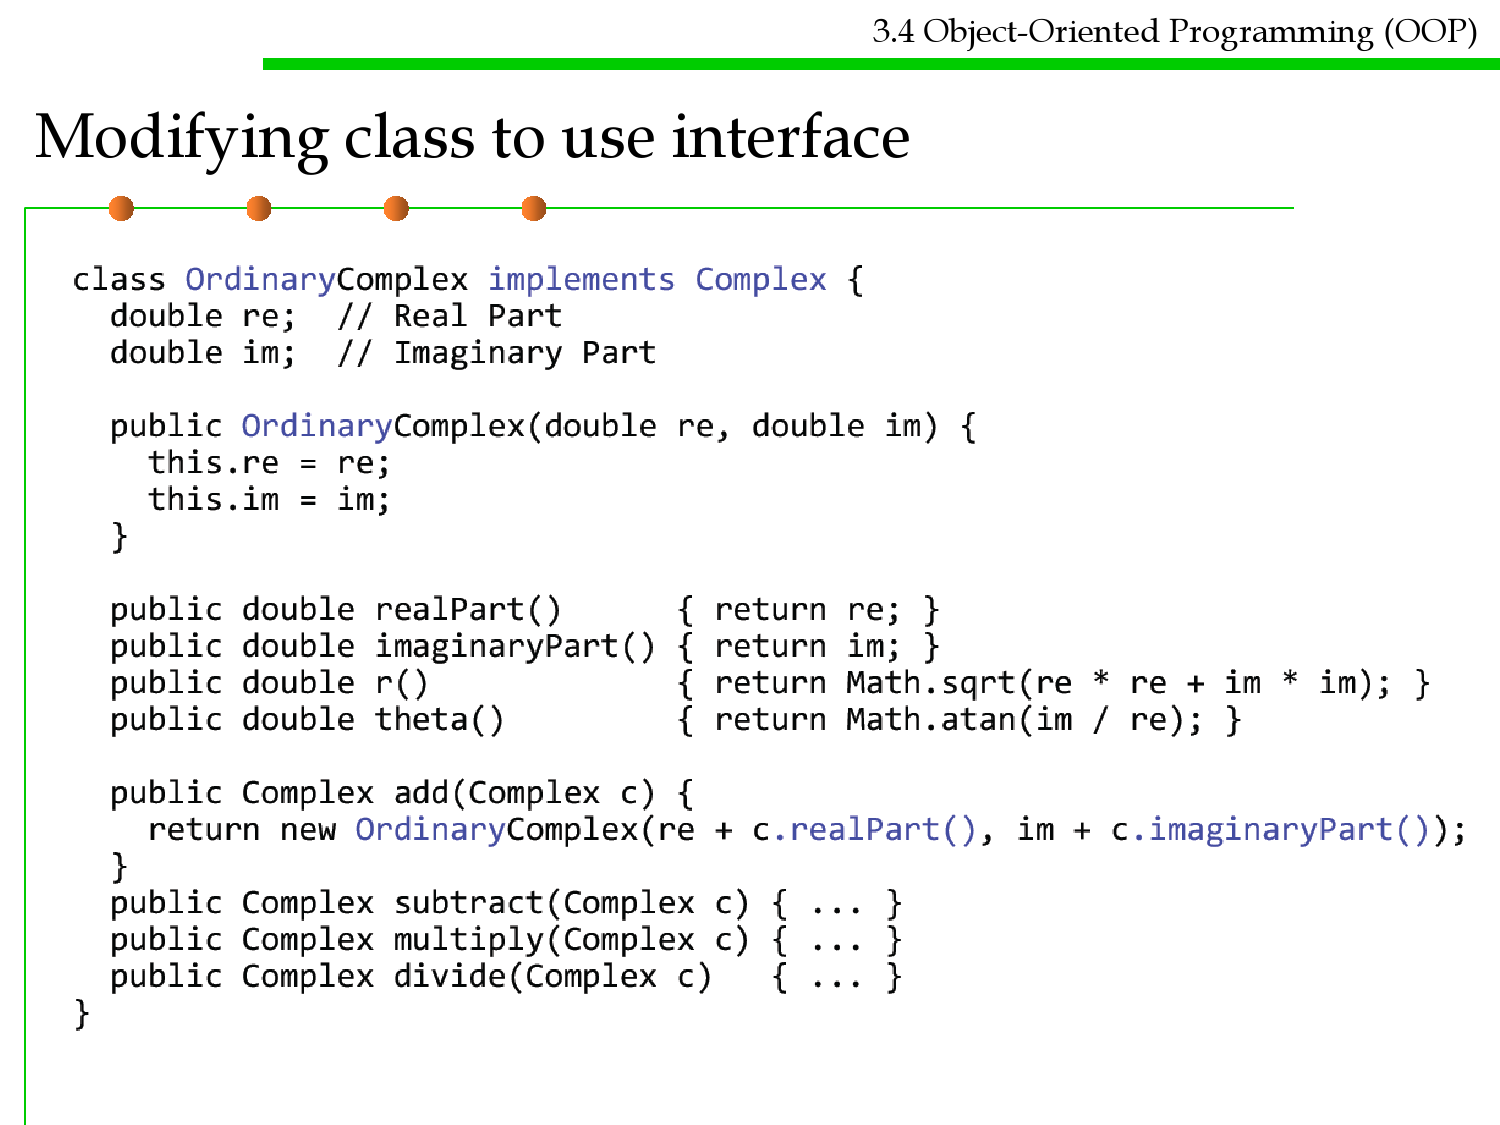 3.4 Object-Oriented Programming (OOP)
Modifying class to use interface
class OrdinaryComplex implements Complex {
  double re;  // Real Part
  double im;  // Imaginary Part
  public OrdinaryComplex(double re, double im) {
    this.re = re;
    this.im = im;
  }
  public double realPart()      { return re; }
  public double imaginaryPart() { return im; }
  public double r()             { return Math.sqrt(re * re + im * im); }
  public double theta()         { return Math.atan(im / re); }
  public Complex add(Complex c) {
    return new OrdinaryComplex(re + c.realPart(), im + c.imaginaryPart());
  }
  public Complex subtract(Complex c) { ... }
  public Complex multiply(Complex c) { ... }
  public Complex divide(Complex c)   { ... }
}